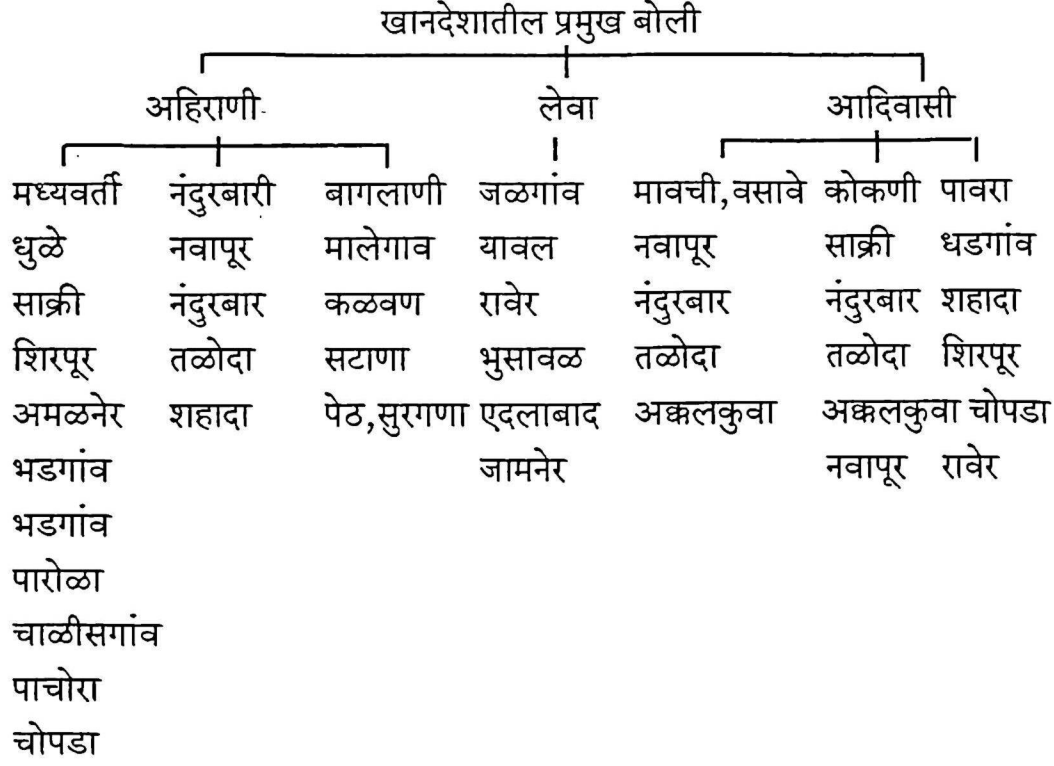 खानदेशातील प्रमुख बोली
अहिराणी लेवा आदिवासी
मध्यवर्ती नंदुरबारी बागलाणी जळगांव मावची,वसावे कोकणी पावरा
धुळे नवापूर मालेगाव यावल नवापूर साक्री धडगांव
साक्री नंदुरबार कळवण रावेर नंदुरबार नंदुरबार शहादा
शिरपूर तळोदा सटाणा भुसावळ तळोदा तळोदा शिरपूर
अमळनेर शहादा पेठ,सुरगणा एदलाबाद अक्कलकुवा अक्कलकुवा चोपडा
भडगांव जामनेर नवापूर रावेर
भडगांव
पारोळा
चाळीसगांव
पाचोरा
चोपडा